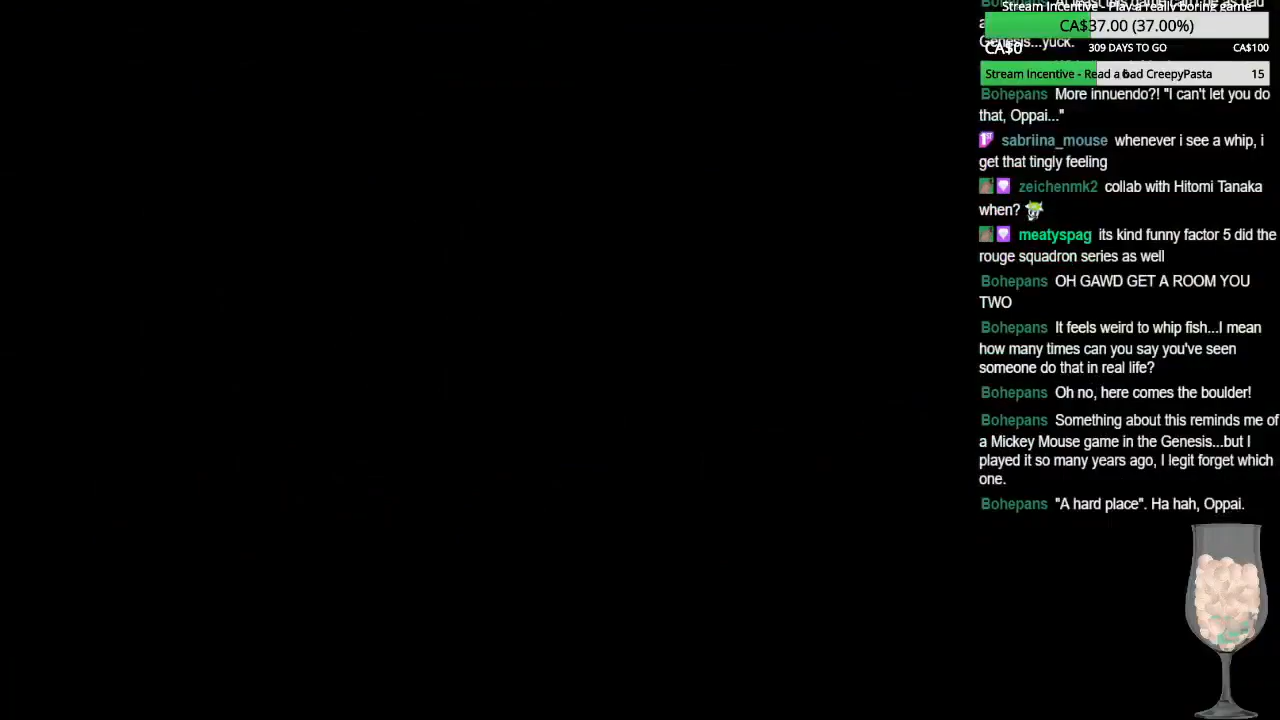 Stream Incentive - Play a really boring game
CA$37.00 (37.00%)
Genesis...yuck.
CA$0 309 DAYS TO GO CA$100
Stream Incentive - Read a bad CreepyPasta 6 15
Bohepans More innuendo?! "I can't let you do
that, Oppai..."
sabriina_mouse whenever i see a whip, i
get that tingly feeling
zeichenmk2 collab with Hitomi Tanaka
when?
meatyspag its kind funny factor 5 did the
rouge squadron series as well
Bohepans OH GAWD GET A ROOM YOU
TWO
Bohepans It feels weird to whip fish...I mean
how many times can you say you've seen
someone do that in real life?
Bohepans Oh no, here comes the boulder!
Bohepans Something about this reminds me of
a Mickey Mouse game in the Genesis...but I
played it so many years ago, I legit forget which
one.
Bohepans "A hard place". Ha hah, Oppai.